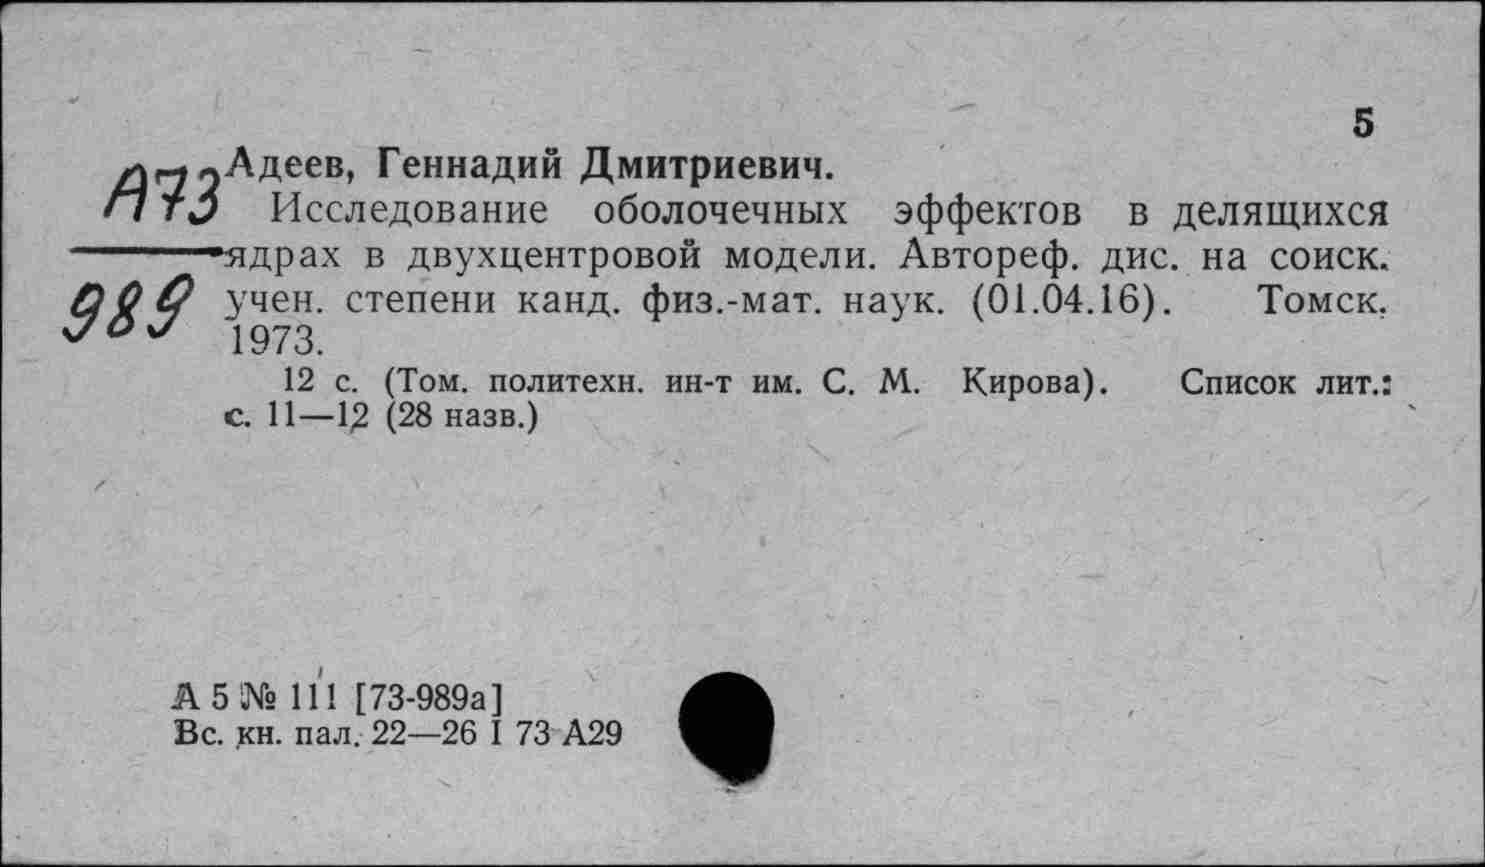 5
А73
989
Адеев, Геннадий Дмитриевич.
Исследование оболочечных эффектов в делящихся
ядрах в двухцентровой модели. Автореф. дис. на соиск.
учен. степени канд. физ.-мат. наук. (01.04.16). Томск.
1973.
12 с. (Том. политехн. ин-т им. С. М. Кирова). Список лит.:
с. 11—12 (28 назв.)
А 5 № 111 [73-989а]
Вс. кн. пал. 22—26 I 73 А29